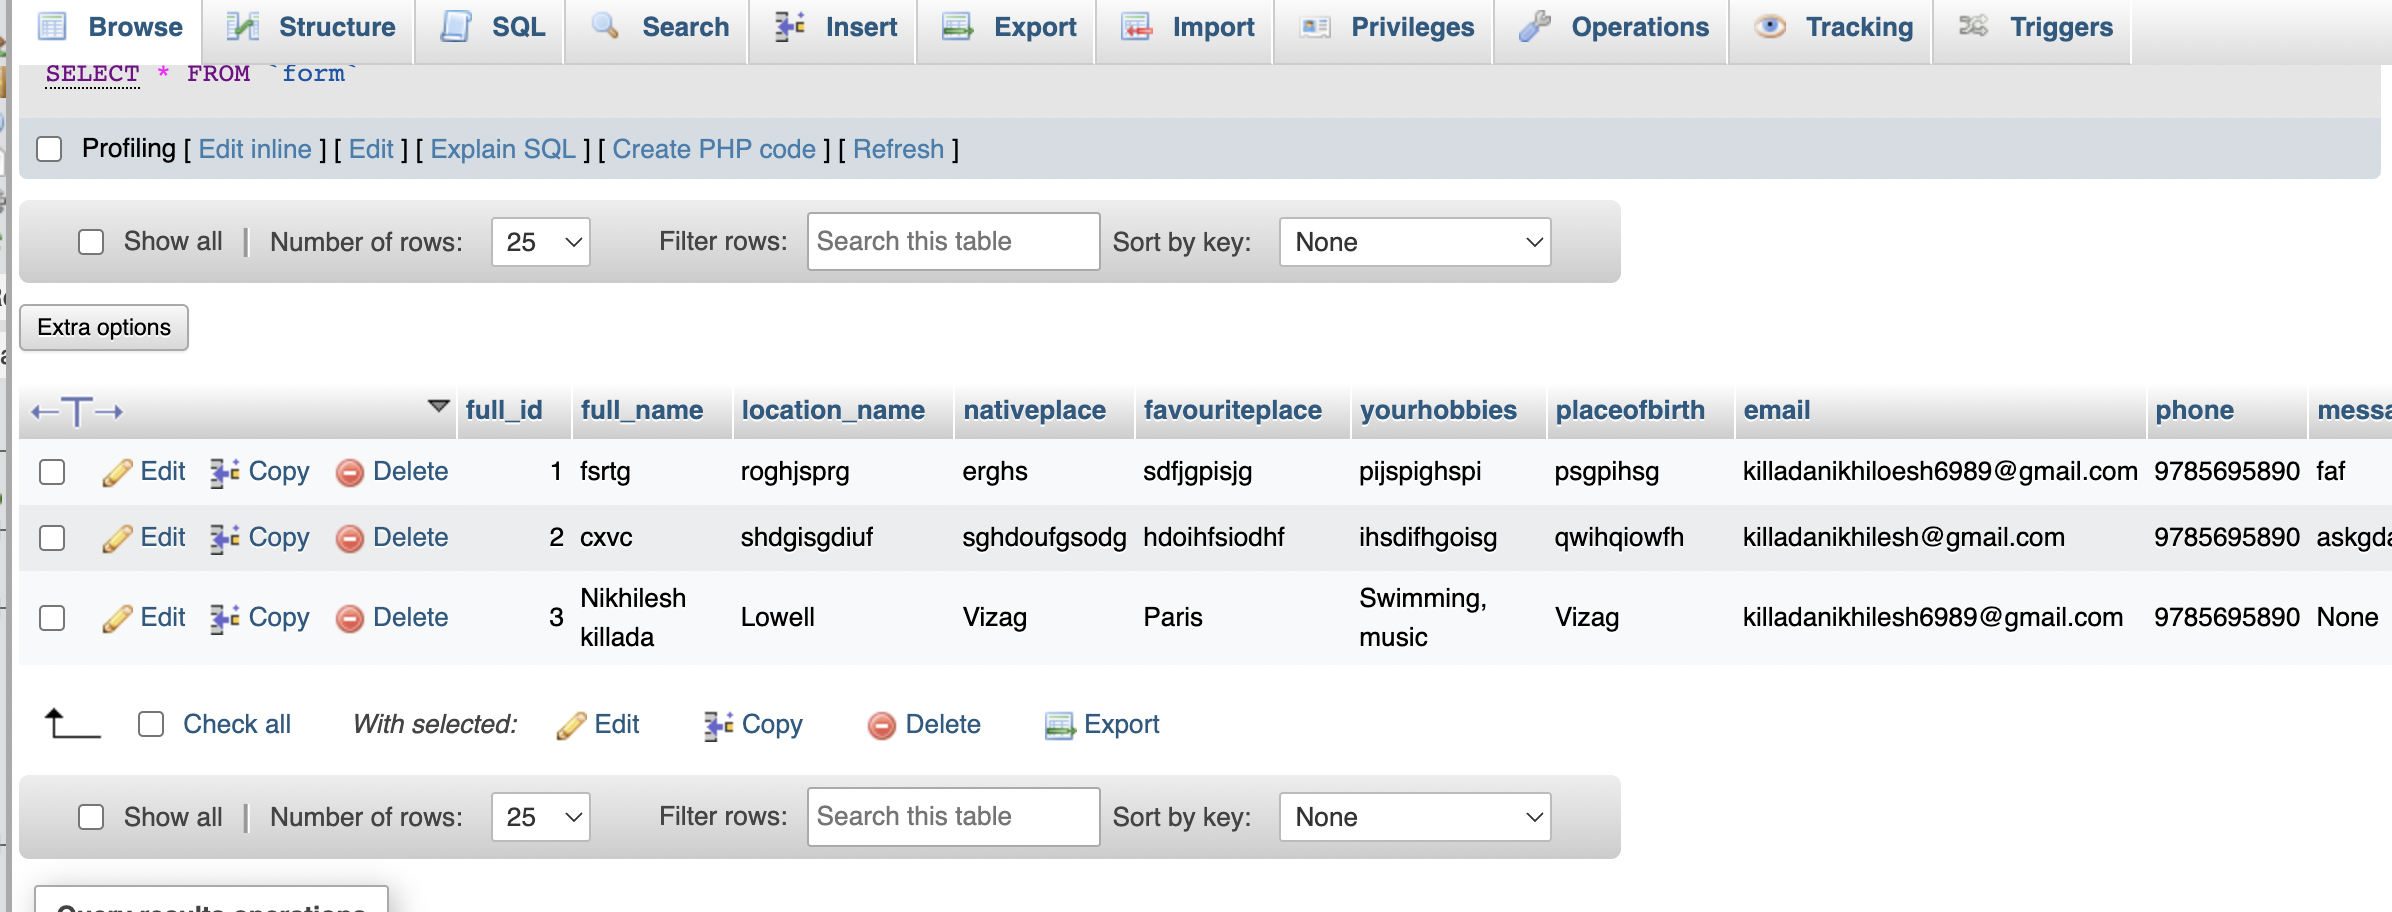 Browse Structure SQL Search Insert Export Import Privileges Operations Tracking Triggers
SELECT * FROM `form`
Profiling [ Edit inline ] [ Edit ] [ Explain SQL ] [ Create PHP code ] [ Refresh ]
Show all | Number of rows: 25 Filter rows: Search this table Sort by key: None
Extra options
full_id full_name location_name nativeplace favouriteplace yourhobbies placeofbirth email phone
Edit Copy Delete 1 fsrtg roghjsprg erghs sdfjgpisjg pijspighspi psgpihsg killadanikhiloesh6989@gmail.com 9785695890 faf
Edit Copy Delete 2 cxvc shdgisgdiuf sghdoufgsodg hdoihfsiodhf ihsdifhgoisg qwihqiowfh killadanikhilesh@gmail.com 9785695890
Edit Copy Delete 3 Nikhilesh killada Lowell Vizag Paris Swimming, music Vizag killadanikhilesh6989@gmail.com 9785695890 None
Check all With selected: Edit Copy Delete Export
Show all | Number of rows: 25 Filter rows: Search this table Sort by key: None
Query results operations